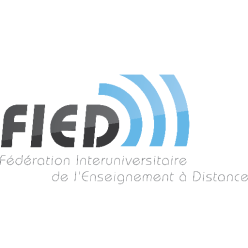 FIED
Fédération Interuniversitaire
de l'Enseignement à Distance